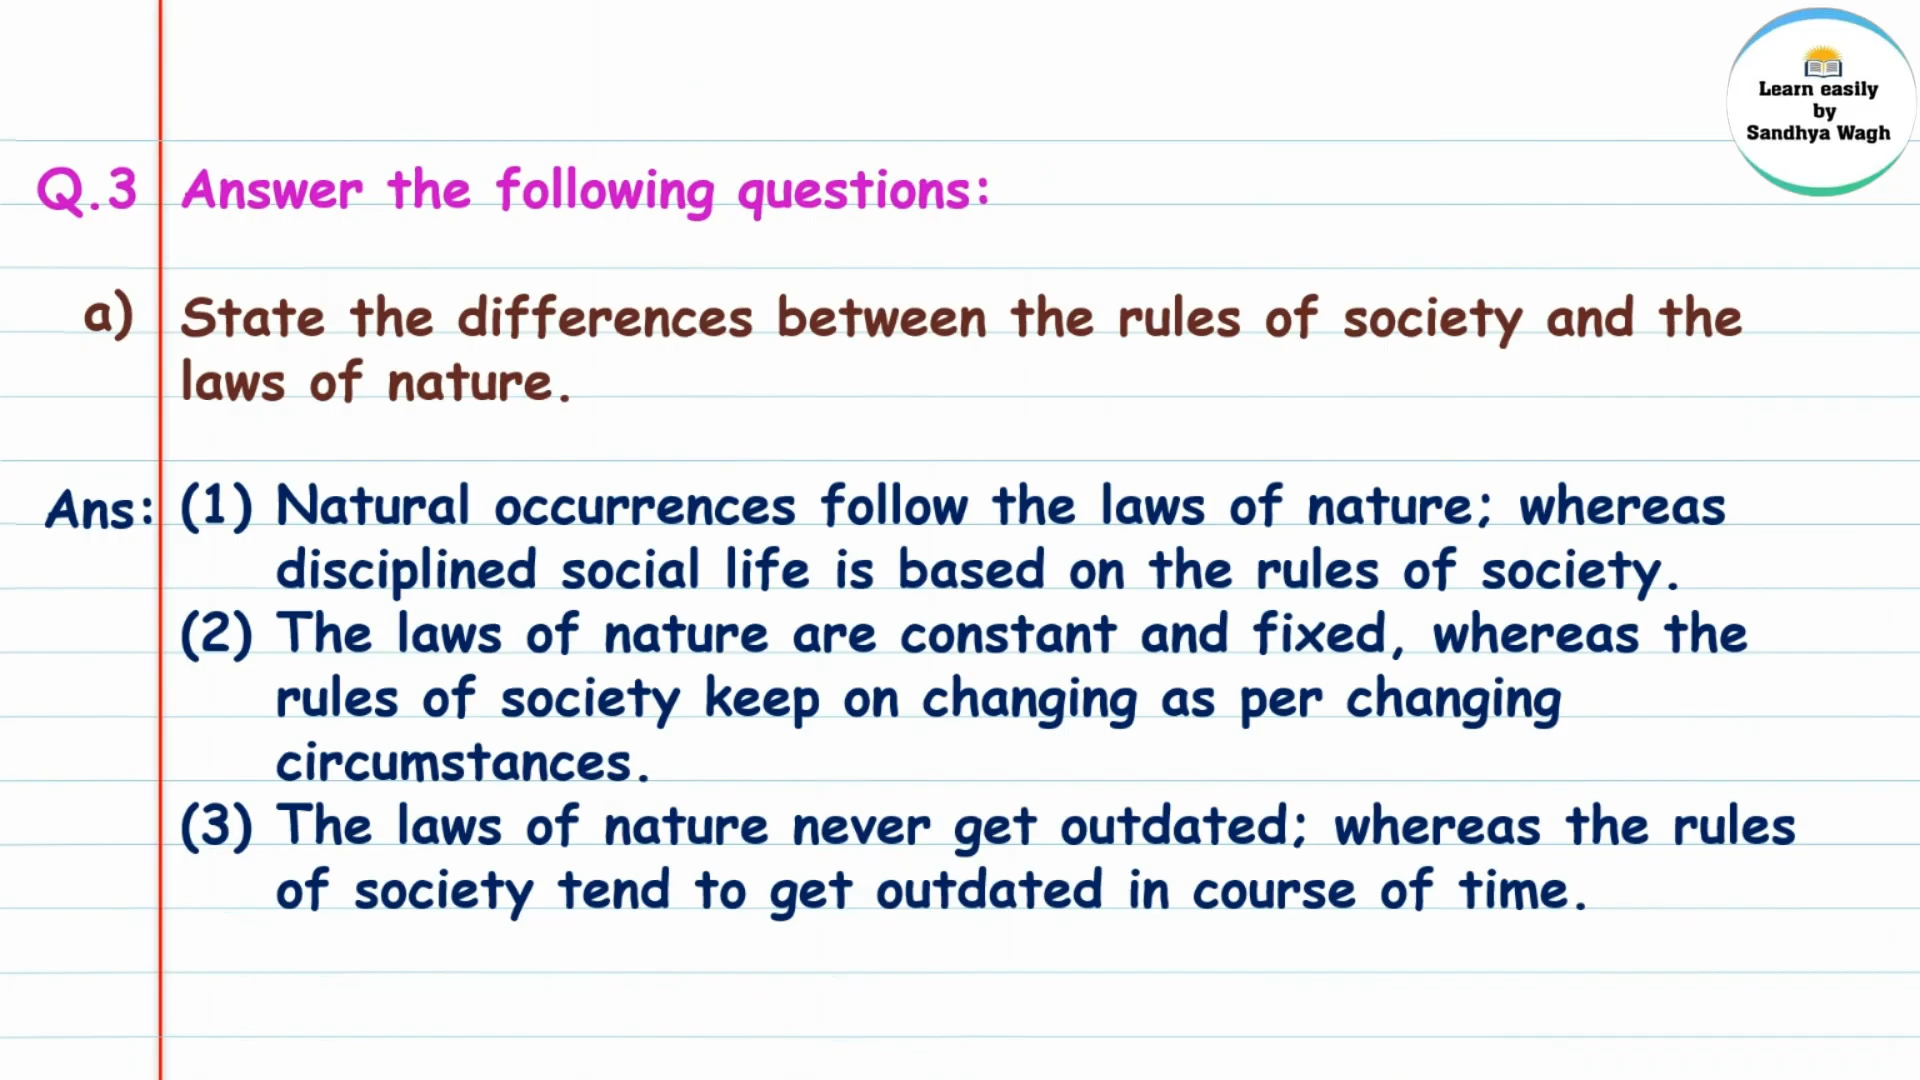 Learn easily
by
Sandhya Wagh
Q.3 Answer the following questions:
a) State the differences between the rules of society and the
laws of nature.
Ans: (1) Natural occurrences follow the laws of nature; whereas
disciplined social life is based on the rules of society.
(2) The laws of nature are constant and fixed, whereas the
rules of society keep on changing as per changing
circumstances.
(3) The laws of nature never get outdated; whereas the rules
of society tend to get outdated in course of time.